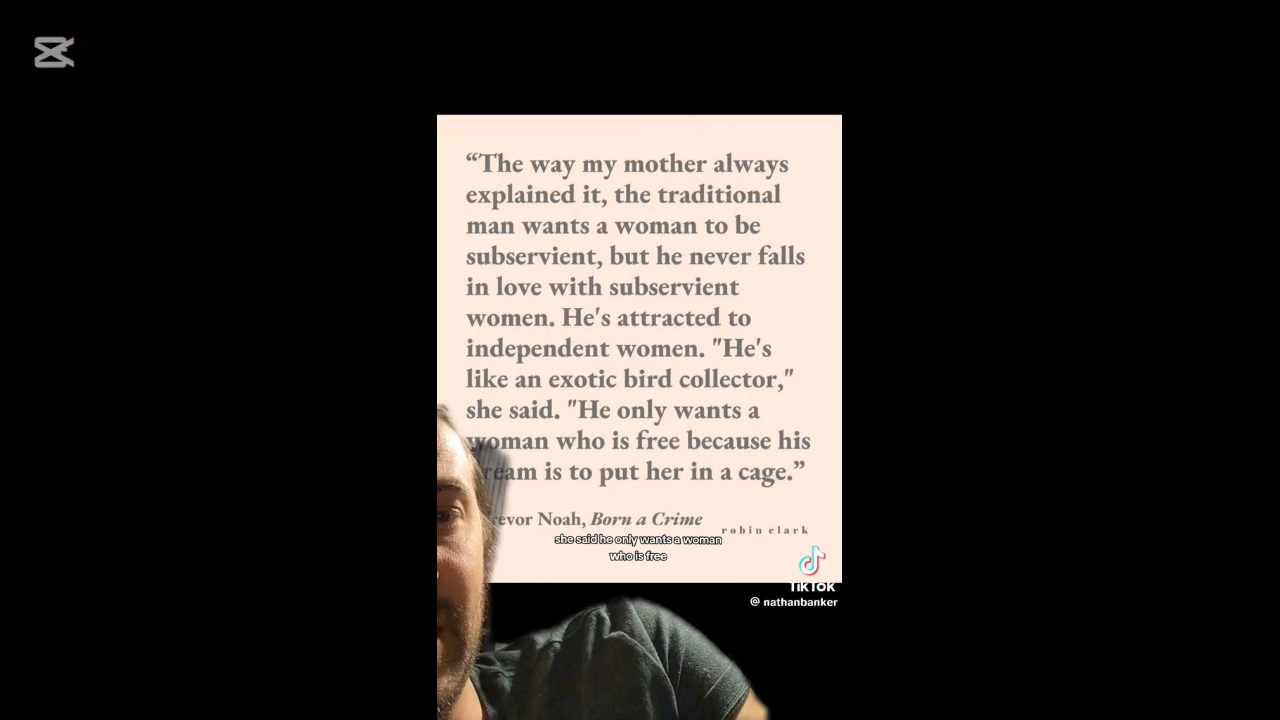 “The way my mother always
explained it, the traditional
man wants a woman to be
subservient, but he never falls
in love with subservient
women. He's attracted to
independent women. "He's
like an exotic bird collector,"
she said. "He only wants a
woman who is free because his
is to put her in a cage.”
Noah, Born a Crime
robin clark
she said he only wants a woman
who is free
TikTok
@ nathanbanker